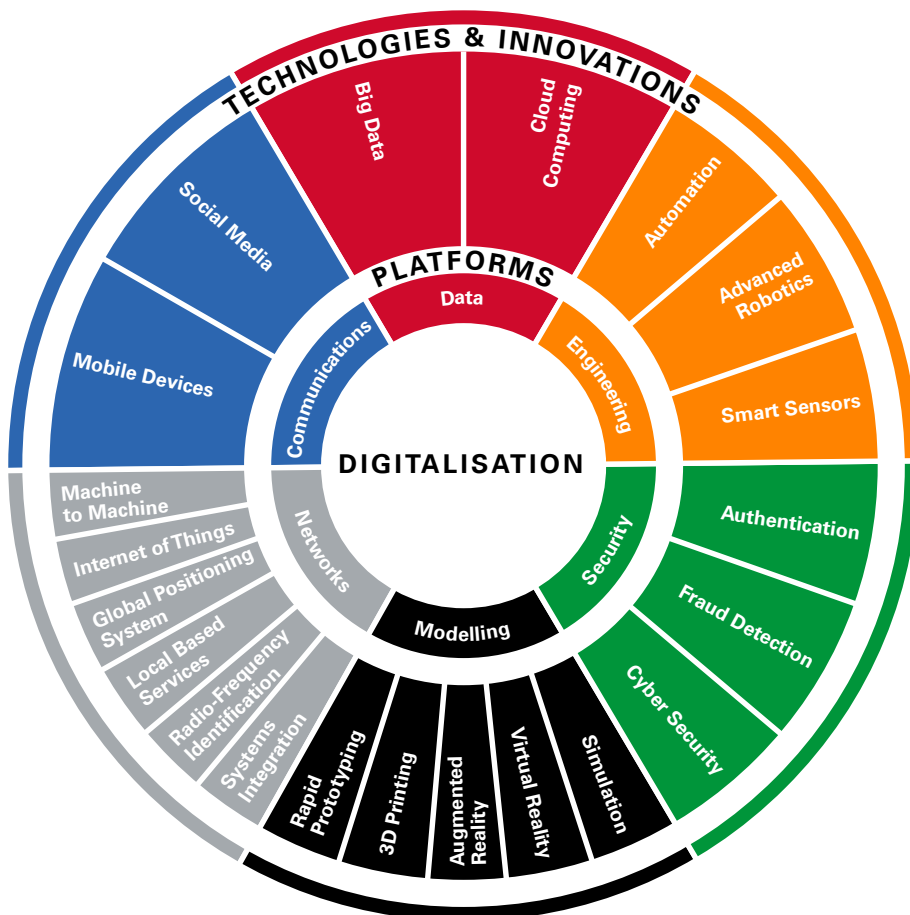 TECHNOLOGIES & INNOVATIONS
Big Data
Cloud
Computing
Automation
Advanced
Robotics
Smart Sensors
Authentication
Fraud Detection
Cyber Security
Simulation
Virtual Reality
Augmented
Reality
3D Printing
Rapid
Prototyping
Systems
Integration
Radio-Frequency
Identification
Local Based
Services
Global Positioning
System
Internet of Things
Machine
to Machine
Mobile Devices
Social Media
PLATFORMS
Data
Engineering
Security
Modelling
Networks
Communications
DIGITALISATION